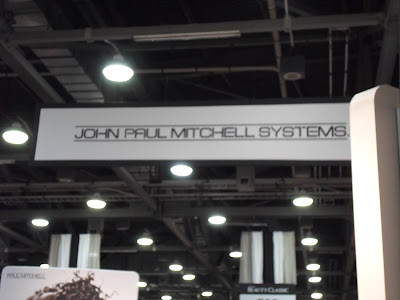 JOHN PAUL MITCHELL SYSTEMS.
PAUL MITCHELL
BEAUTY CLASSIC